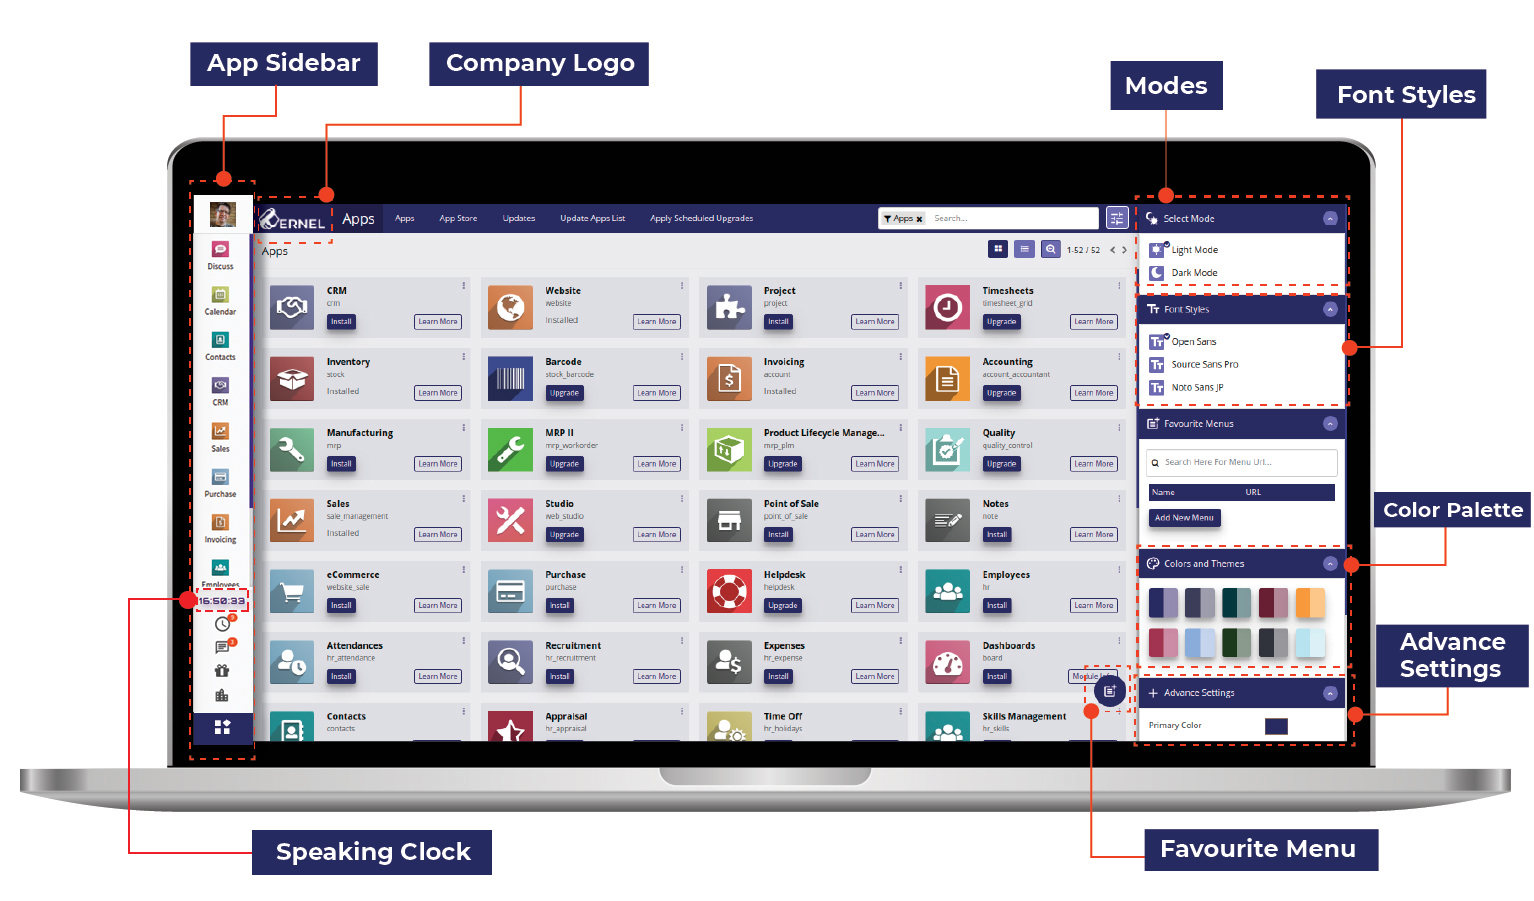 App Sidebar
Company Logo
Modes
Font Styles
ERNEL
Apps
Apps
App Store
Updates
Update Apps List
Apply Scheduled Upgrades
Apps ×
Search...
Select Mode
Apps
1-52 / 52
Light Mode
Dark Mode
Font Styles
Open Sans
Source Sans Pro
Noto Sans JP
Favourite Menus
Search Here For Menu Url...
Name
URL
Add New Menu
Color Palette
Colors and Themes
Advance
Settings
Advance Settings
Primary Color
Discuss
Calendar
Contacts
CRM
Sales
Purchase
Invoicing
Employees
16:50:33
CRM
crm
Install
Learn More
Website
website
Installed
Learn More
Project
project
Install
Learn More
Timesheets
timesheet_grid
Upgrade
Learn More
Inventory
stock
Installed
Learn More
Barcode
stock_barcode
Upgrade
Learn More
Invoicing
account
Installed
Learn More
Accounting
account_accountant
Upgrade
Learn More
Manufacturing
mrp
Install
Learn More
MRP II
mrp_workorder
Upgrade
Learn More
Product Lifecycle Manage...
mrp_plm
Upgrade
Learn More
Quality
quality_control
Upgrade
Learn More
Sales
sale_management
Installed
Learn More
Studio
web_studio
Upgrade
Learn More
Point of Sale
point_of_sale
Install
Learn More
Notes
note
Install
Learn More
eCommerce
website_sale
Install
Learn More
Purchase
purchase
Install
Learn More
Helpdesk
helpdesk
Upgrade
Learn More
Employees
hr
Install
Learn More
Attendances
hr_attendance
Install
Learn More
Recruitment
hr_recruitment
Install
Learn More
Expenses
hr_expense
Install
Learn More
Dashboards
board
Install
Module
Contacts
contacts
Appraisal
hr_appraisal
Time Off
hr_holidays
Skills Management
hr_skills
Speaking Clock
Favourite Menu